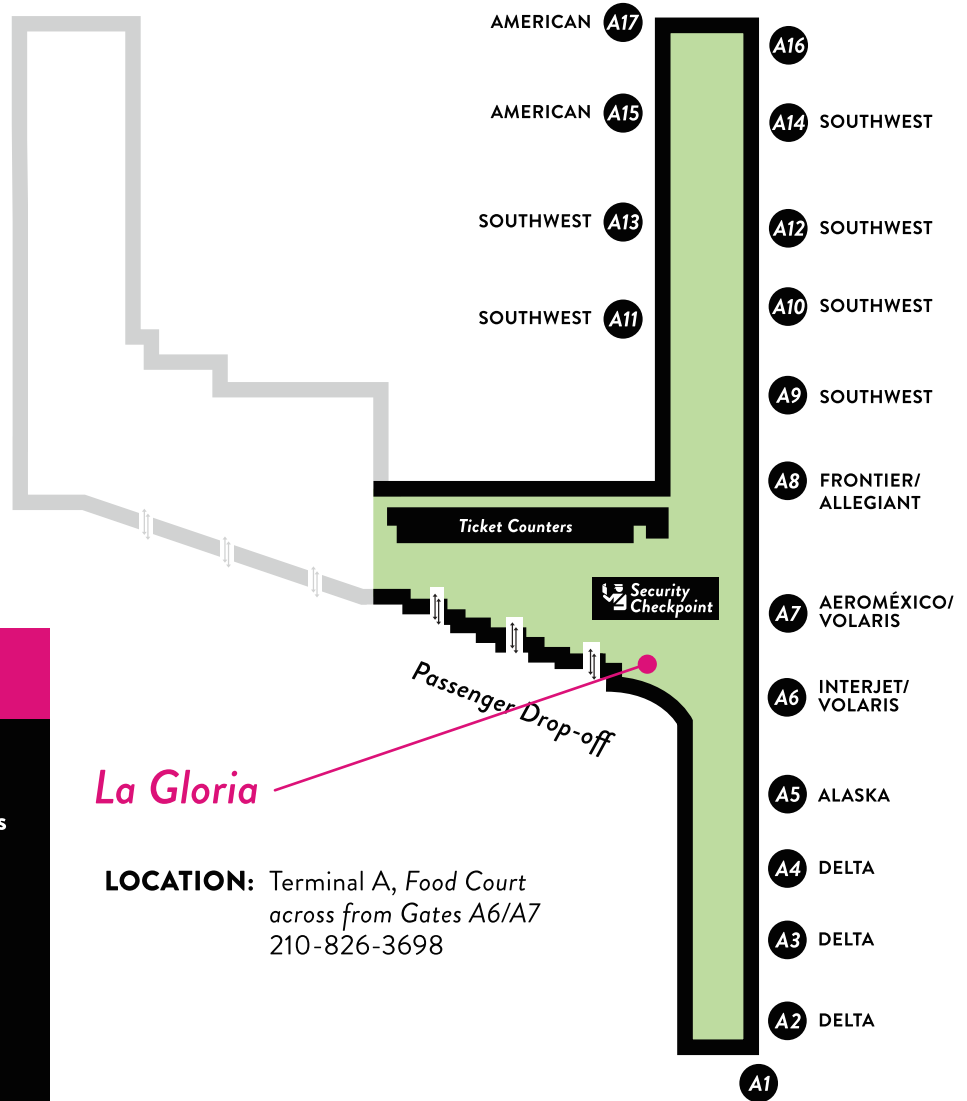 AMERICAN A17
A16
AMERICAN A15
A14 SOUTHWEST
SOUTHWEST A13
A12 SOUTHWEST
A10 SOUTHWEST
SOUTHWEST A11
A9 SOUTHWEST
A8 FRONTIER/
ALLEGIANT
Ticket Counters
Security
Checkpoint
A7 AEROMÉXICO/
VOLARIS
Passenger Drop-off
A6 INTERJET/
VOLARIS
La Gloria
A5 ALASKA
s
LOCATION: Terminal A, Food Court
across from Gates A6/A7
210-826-3698
A4 DELTA
A3 DELTA
A2 DELTA
A1